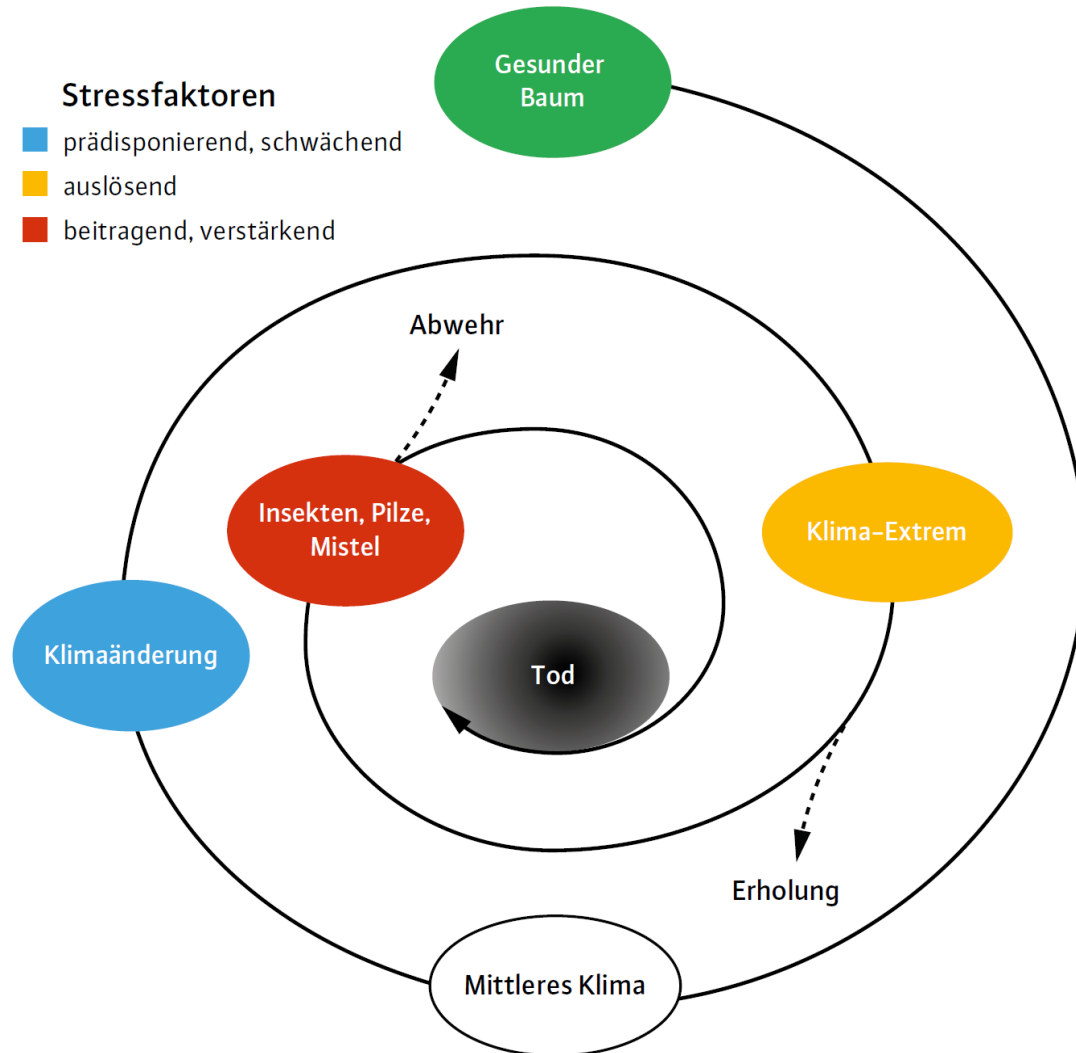 Gesunder
Baum
Stressfaktoren
prädisponierend, schwächend
auslösend
beitragend, verstärkend
Abwehr
Insekten, Pilze,
Mistel
Klima-Extrem
Klimaänderung
Tod
Erholung
Mittleres Klima